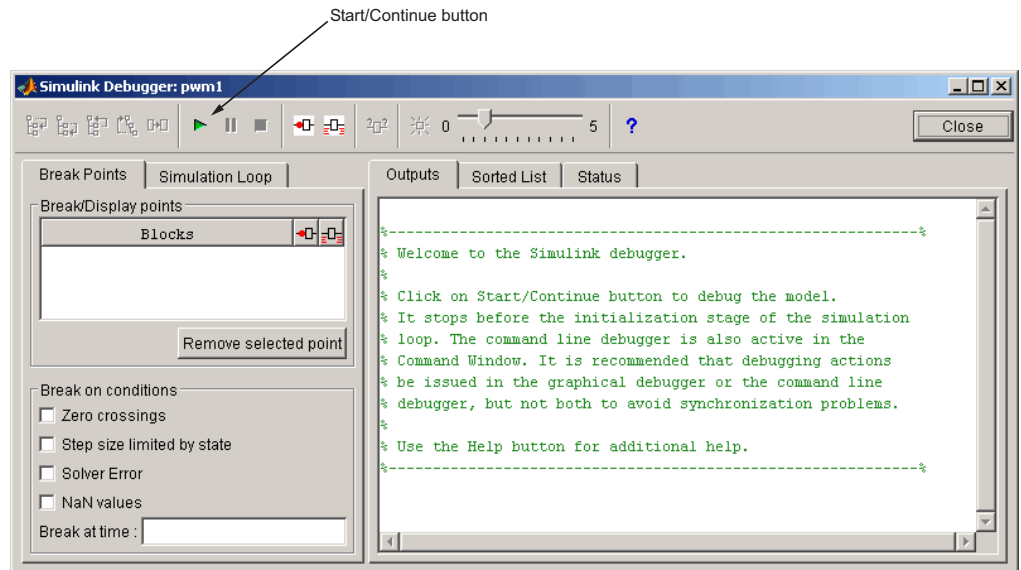 Start/Continue button
Simulink Debugger: pwm1
0 5 ? Close
Break Points Simulation Loop
Break/Display points
Blocks
Remove selected point
Break on conditions
Zero crossings
Step size limited by state
Solver Error
NaN values
Break at time :
Outputs Sorted List Status
%------------------------------------------------------------%
% Welcome to the Simulink debugger.
%
% Click on Start/Continue button to debug the model.
% It stops before the initialization stage of the simulation
% loop. The command line debugger is also active in the
% Command Window. It is recommended that debugging actions
% be issued in the graphical debugger or the command line
% debugger, but not both to avoid synchronization problems.
%
% Use the Help button for additional help.
%------------------------------------------------------------%